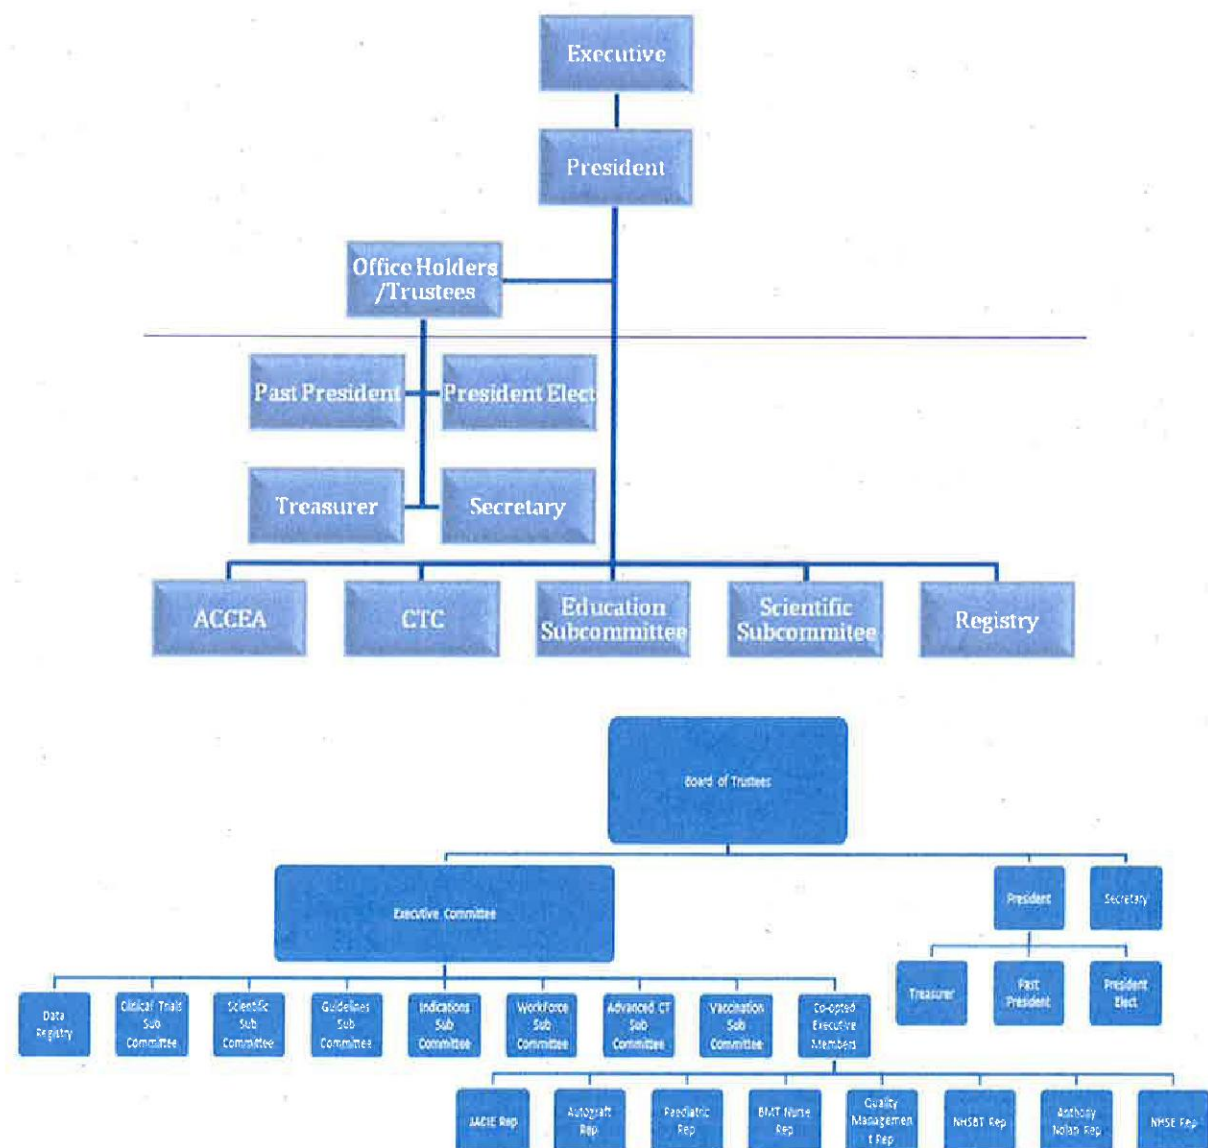 Executive
President
Office Holders
/Trustees
Past President
President Elect
Treasurer
Secretary
ACCEA
CTC
Education
Subcommittee
Scientific
Subcommitee
Registry
Board of Trustees
Executive Committee
President
Secretary
Treasurer
Past
President
President
Elect
Data
Registry
Clinical Trials
Sub
Committee
Scientific
Sub
Committee
Guidelines
Sub
Committee
Indications
Sub
Committee
Workforce
Sub
Committee
Advanced CT
Sub
Committee
Vaccination
Sub
Committee
Co-opted
Executive
Members
JACIE Rep
Autograft
Rep
Paediatric
Rep
BMT Nurse
Rep
Quality
Managemen
t Rep
NHSBT Rep
Anthony
Nolan Rep
NHSE Rep